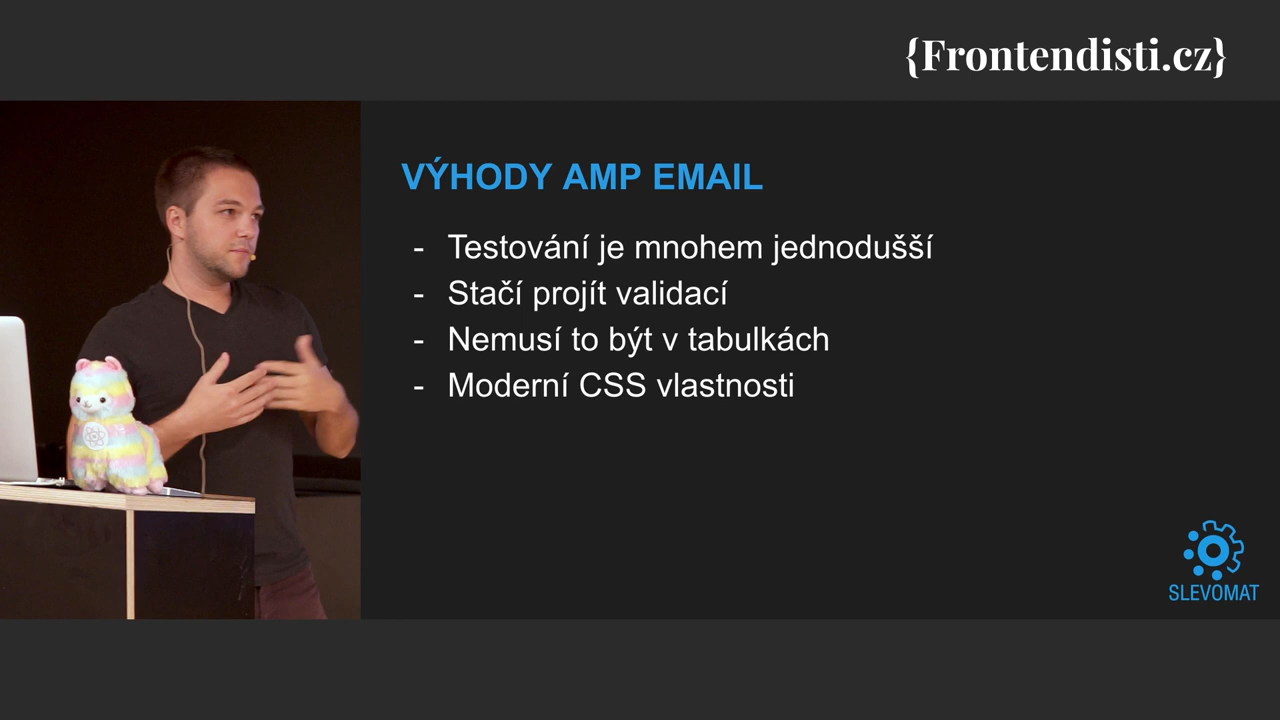 {Frontendisti.cz}
VÝHODY AMP EMAIL
- Testování je mnohem jednodušší
- Stačí projít validací
- Nemusí to být v tabulkách
- Moderní CSS vlastnosti
SLEVOMAT